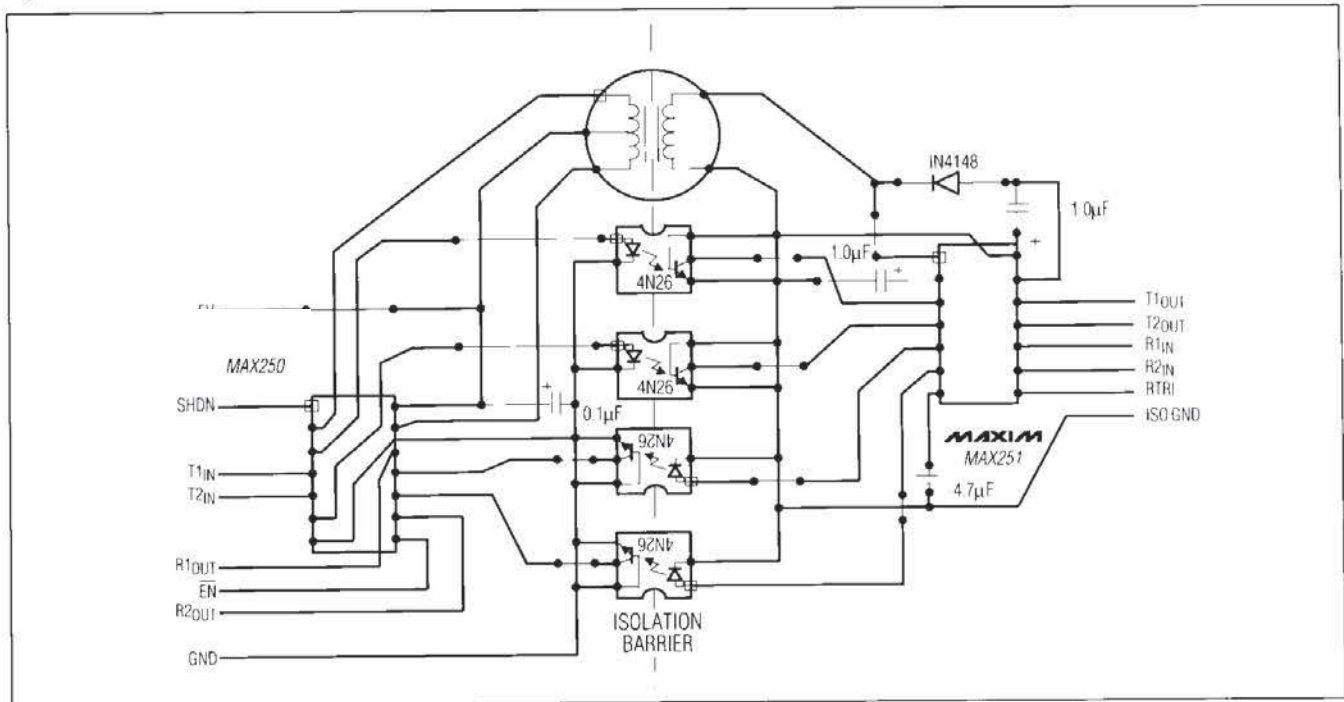 IN4148
1.0µF
+
4N26
1.0µF
+
T1OUT
T2OUT
MAX250
4N26
R1IN
R2IN
RTRI
SHDN
+
0.1µF
ISO GND
4N26
MAXIM
MAX251
T1IN
T2IN
4.7µF
4N26
R1OUT
EN
R2OUT
ISOLATION
BARRIER
GND